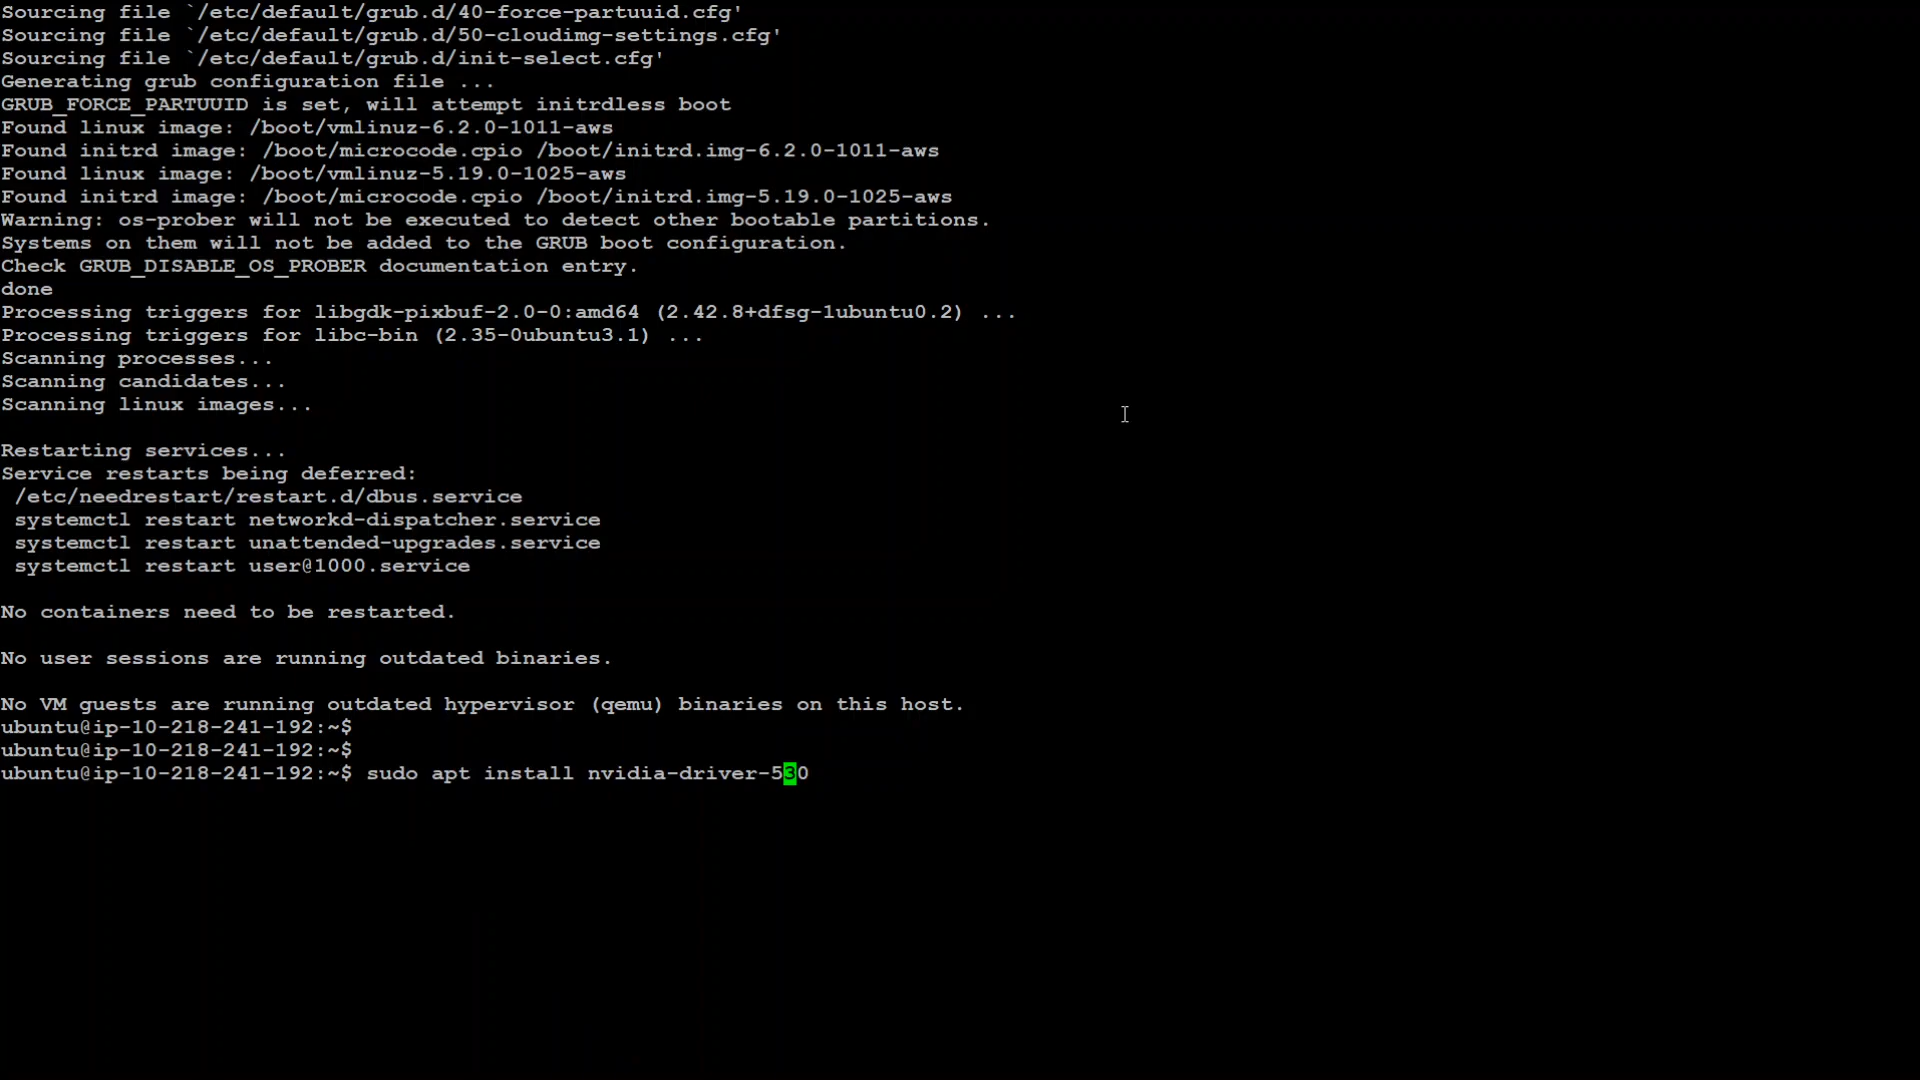 Sourcing file `/etc/default/grub.d/40-force-partuuid.cfg'
Sourcing file `/etc/default/grub.d/50-cloudimg-settings.cfg'
Sourcing file `/etc/default/grub.d/init-select.cfg'
Generating grub configuration file ...
GRUB_FORCE_PARTUUID is set, will attempt initrdless boot
Found linux image: /boot/vmlinuz-6.2.0-1011-aws
Found initrd image: /boot/microcode.cpio /boot/initrd.img-6.2.0-1011-aws
Found linux image: /boot/vmlinuz-5.19.0-1025-aws
Found initrd image: /boot/microcode.cpio /boot/initrd.img-5.19.0-1025-aws
Warning: os-prober will not be executed to detect other bootable partitions.
Systems on them will not be added to the GRUB boot configuration.
Check GRUB_DISABLE_OS_PROBER documentation entry.
done
Processing triggers for libgdk-pixbuf-2.0-0:amd64 (2.42.8+dfsg-1ubuntu0.2) ...
Processing triggers for libc-bin (2.35-0ubuntu3.1) ...
Scanning processes...
Scanning candidates...
Scanning linux images...
Restarting services...
Service restarts being deferred:
 /etc/needrestart/restart.d/dbus.service
 systemctl restart networkd-dispatcher.service
 systemctl restart unattended-upgrades.service
 systemctl restart user@1000.service
No containers need to be restarted.
No user sessions are running outdated binaries.
No VM guests are running outdated hypervisor (qemu) binaries on this host.
ubuntu@ip-10-218-241-192:~$
ubuntu@ip-10-218-241-192:~$
ubuntu@ip-10-218-241-192:~$ sudo apt install nvidia-driver-530